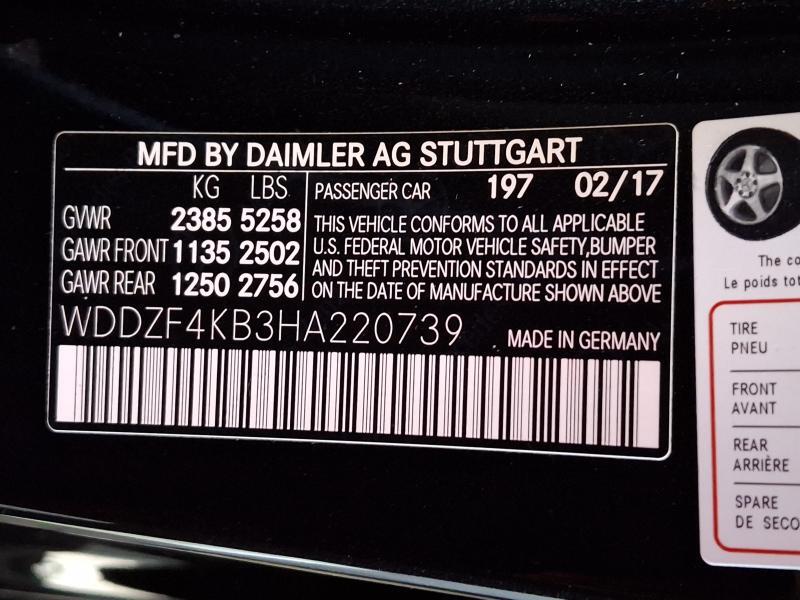 MFD BY DAIMLER AG STUTTGART
KG LBS
GVWR 2385 5258
GAWR FRONT 1135 2502
GAWR REAR 1250 2756
PASSENGER CAR 197 02/17
THIS VEHICLE CONFORMS TO ALL APPLICABLE
U.S. FEDERAL MOTOR VEHICLE SAFETY,BUMPER
AND THEFT PREVENTION STANDARDS IN EFFECT
ON THE DATE OF MANUFACTURE SHOWN ABOVE
WDDZF4KB3HA220739
MADE IN GERMANY
The
Le poids
TIRE
PNEU
FRONT
AVANT
REAR
ARRIÈRE
SPARE
DE